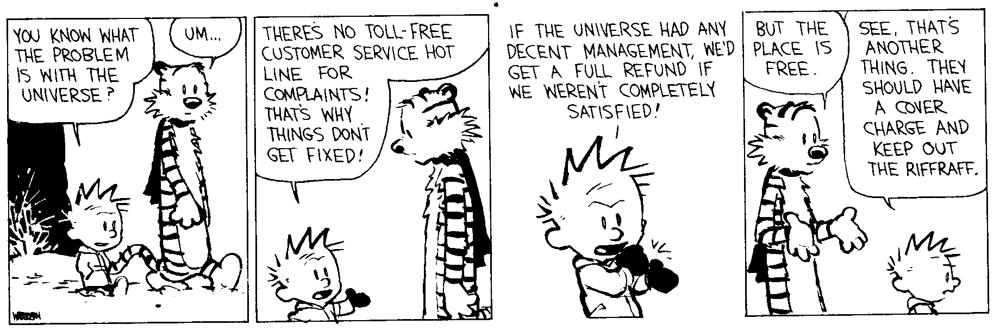 YOU KNOW WHAT
THE PROBLEM
IS WITH THE
UNIVERSE?
UM...
THERE'S NO TOLL-FREE
CUSTOMER SERVICE HOT
LINE FOR
COMPLAINTS!
THAT'S WHY
THINGS DON'T
GET FIXED!
IF THE UNIVERSE HAD ANY
DECENT MANAGEMENT, WE'D
GET A FULL REFUND IF
WE WEREN'T COMPLETELY
SATISFIED!
BUT THE
PLACE IS
FREE.
SEE, THAT'S
ANOTHER
THING. THEY
SHOULD HAVE
A COVER
CHARGE AND
KEEP OUT
THE RIFFRAFF.